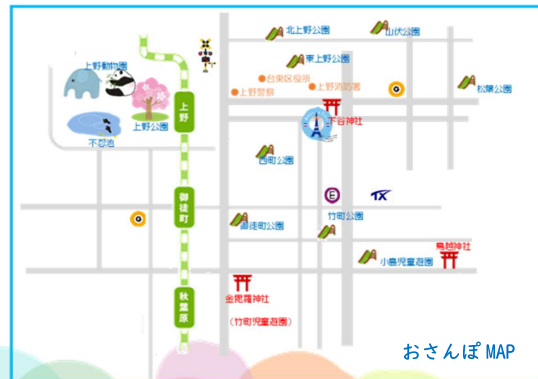 北上野公園
山伏公園
上野動物園
東上野公園
台東区役所
上野警察
上野消防署
松葉公園
G
上野
上野公園
下谷神社
不忍池
西町公園
御徒町
E
TX
竹町公園
G
御徒町公園
鳥越神社
小島児童遊園
秋葉原
金毘羅神社
(竹町児童遊園)
おさんぽ MAP